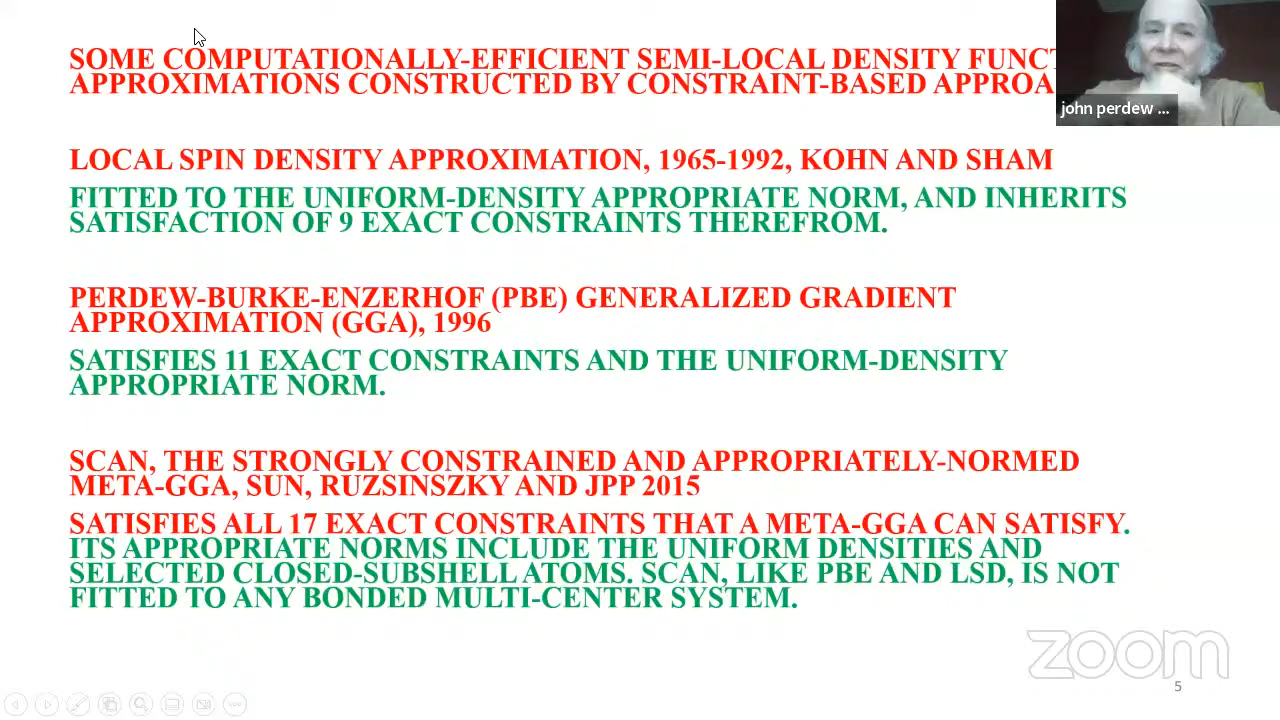 SOME COMPUTATIONALLY-EFFICIENT SEMI-LOCAL DENSITY FUNCT
APPROXIMATIONS CONSTRUCTED BY CONSTRAINT-BASED APPROA
john perdew ...
LOCAL SPIN DENSITY APPROXIMATION, 1965-1992, KOHN AND SHAM
FITTED TO THE UNIFORM-DENSITY APPROPRIATE NORM, AND INHERITS
SATISFACTION OF 9 EXACT CONSTRAINTS THEREFROM.
PERDEW-BURKE-ENZERHOF (PBE) GENERALIZED GRADIENT
APPROXIMATION (GGA), 1996
SATISFIES 11 EXACT CONSTRAINTS AND THE UNIFORM-DENSITY
APPROPRIATE NORM.
SCAN, THE STRONGLY CONSTRAINED AND APPROPRIATELY-NORMED
META-GGA, SUN, RUZSINSZKY AND JPP 2015
SATISFIES ALL 17 EXACT CONSTRAINTS THAT A META-GGA CAN SATISFY.
ITS APPROPRIATE NORMS INCLUDE THE UNIFORM DENSITIES AND
SELECTED CLOSED-SUBSHELL ATOMS. SCAN, LIKE PBE AND LSD, IS NOT
FITTED TO ANY BONDED MULTI-CENTER SYSTEM.
zoom
5